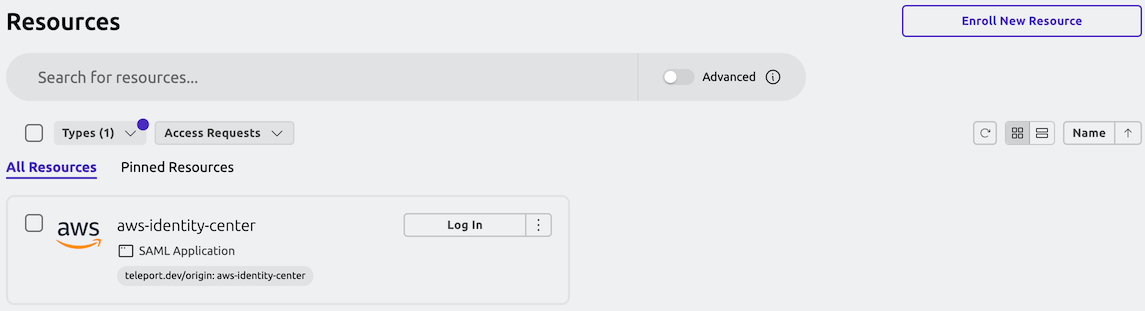 Resources
Enroll New Resource
Search for resources...
Advanced
Types (1)
Access Requests
Name
All Resources
Pinned Resources
aws
aws-identity-center
Log In
SAML Application
teleport.dev/origin: aws-identity-center